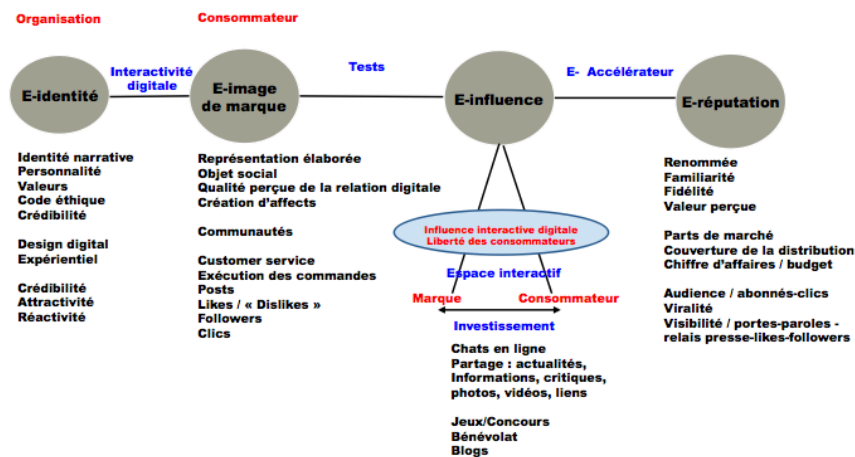 Organisation
Consommateur
E-identité
Interactivité
digitale
E-image
de marque
Tests
E-influence
E- Accélérateur
E-réputation
Identité narrative
Personnalité
Valeurs
Code éthique
Crédibilité
Design digital
Expérientiel
Crédibilité
Attractivité
Réactivité
Représentation élaborée
Objet social
Qualité perçue de la relation digitale
Création d'affects
Communautés
Customer service
Exécution des commandes
Posts
Likes / « Dislikes »
Followers
Clics
Influence interactive digitale
Liberté des consommateurs
Espace interactif
Marque
Consommateur
Investissement
Chats en ligne
Partage : actualités,
Informations, critiques,
photos, vidéos, liens
Jeux/Concours
Bénévolat
Blogs
Renommée
Familiarité
Fidélité
Valeur perçue
Parts de marché
Couverture de la distribution
Chiffre d'affaires / budget
Audience / abonnés-clics
Viralité
Visibilité / portes-paroles -
relais presse-likes-followers